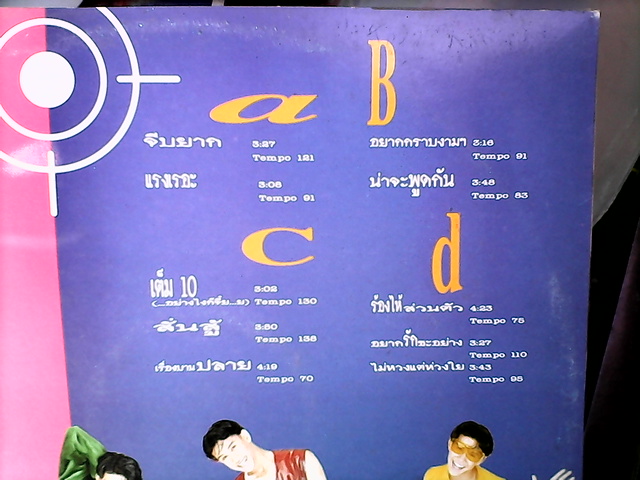 a
จีบยาก 3:27
Tempo 121
แรงเรอะ 3:08
Tempo 91
B
อยากกราบงามๆ 3:16
Tempo 91
น่าจะพูดกัน 3:48
Tempo 83
C
เต็ม 10 3:02
Tempo 130
3:50
Tempo 138
ปลาย 4:19
Tempo 70
d
ร้องไห้ส่วนตัว 4:23
Tempo 75
อยากรักซะอย่าง 3:27
Tempo 110
ไม่หวงแต่ห่วงใย 3:43
Tempo 95